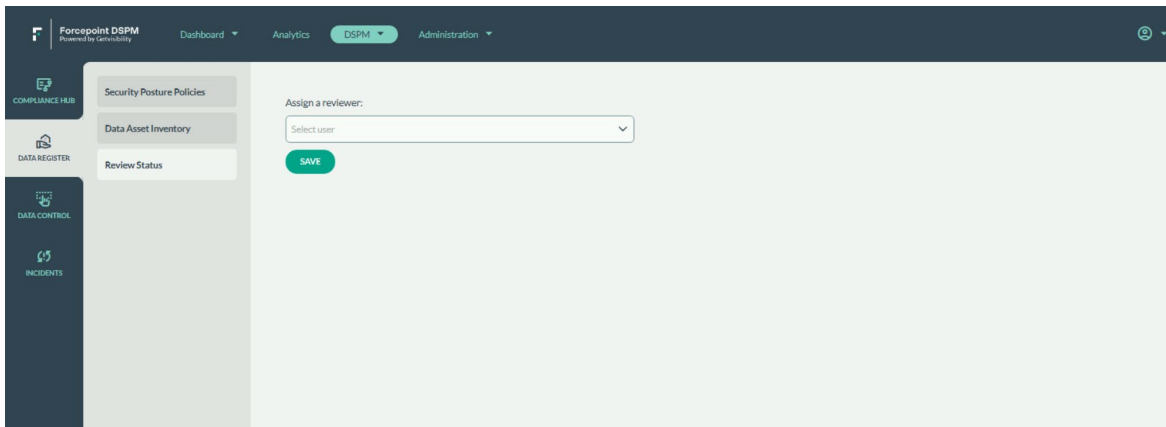 Forcepoint DSPM
Powered by Getvisibility
Dashboard
Analytics
DSPM
Administration
COMPLIANCE HUB
DATA REGISTER
DATA CONTROL
INCIDENTS
Security Posture Policies
Data Asset Inventory
Review Status
Assign a reviewer:
Select user
SAVE